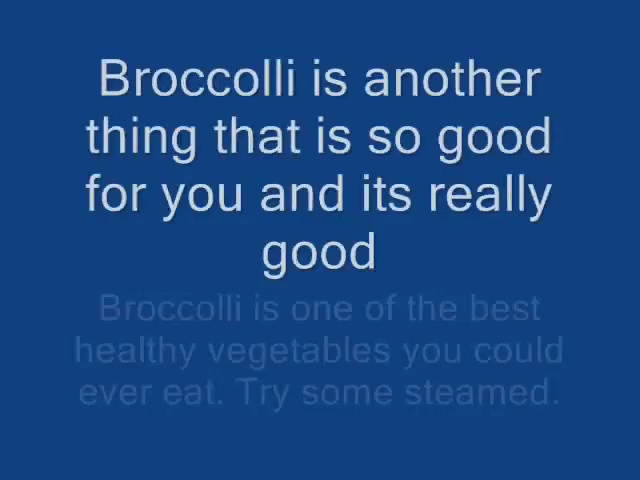 Broccolli is another
thing that is so good
for you and its really
good
Broccolli is one of the best
healthy vegetables you could
ever eat. Try some steamed.